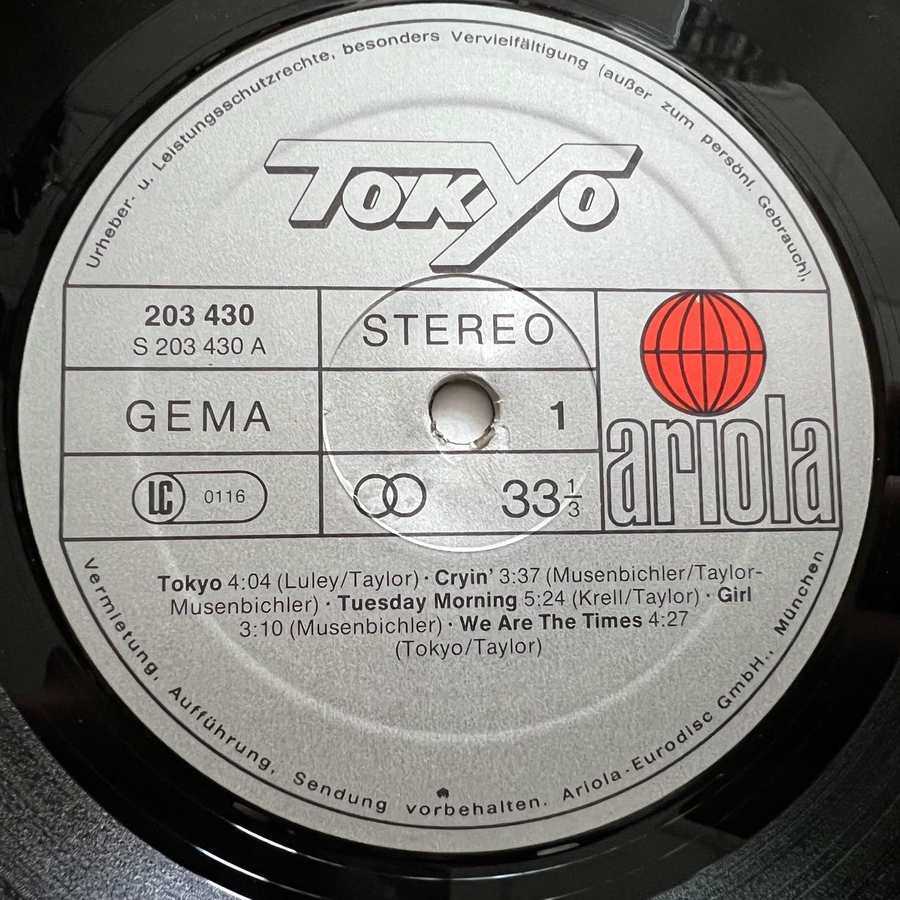 Urheber- u. Leistungsschutzrechte, besonders Vervielfältigung (außer zum persönl. Gebrauch),
TOKYO
203 430
S 203 430 A
STEREO
GEMA
1
ariola
LC 0116
33 1/3
Tokyo 4:04 (Luley/Taylor) · Cryin' 3:37 (Musenbichler/Taylor-
Musenbichler) · Tuesday Morning 5:24 (Krell/Taylor) · Girl
3:10 (Musenbichler) · We Are The Times 4:27
(Tokyo/Taylor)
Vermietung, Aufführung, Sendung vorbehalten. Ariola-Eurodisc GmbH., München